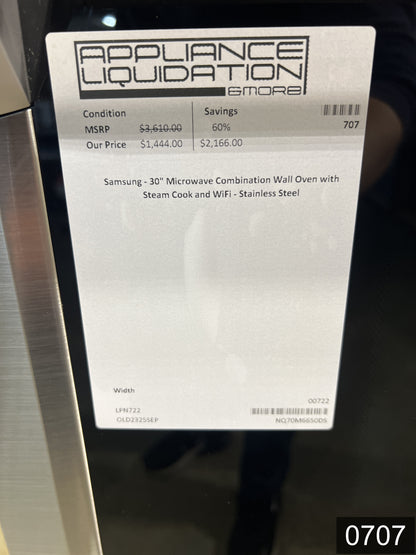 APPLIANCE
LIQUIDATION
&MORE
Condition Savings
MSRP $3,610.00 60% 707
Our Price $1,444.00 $2,166.00
Samsung - 30" Microwave Combination Wall Oven with
Steam Cook and WiFi - Stainless Steel
Width
00722
LPN722
OLD2325SEP NQ70M6650DS
0707